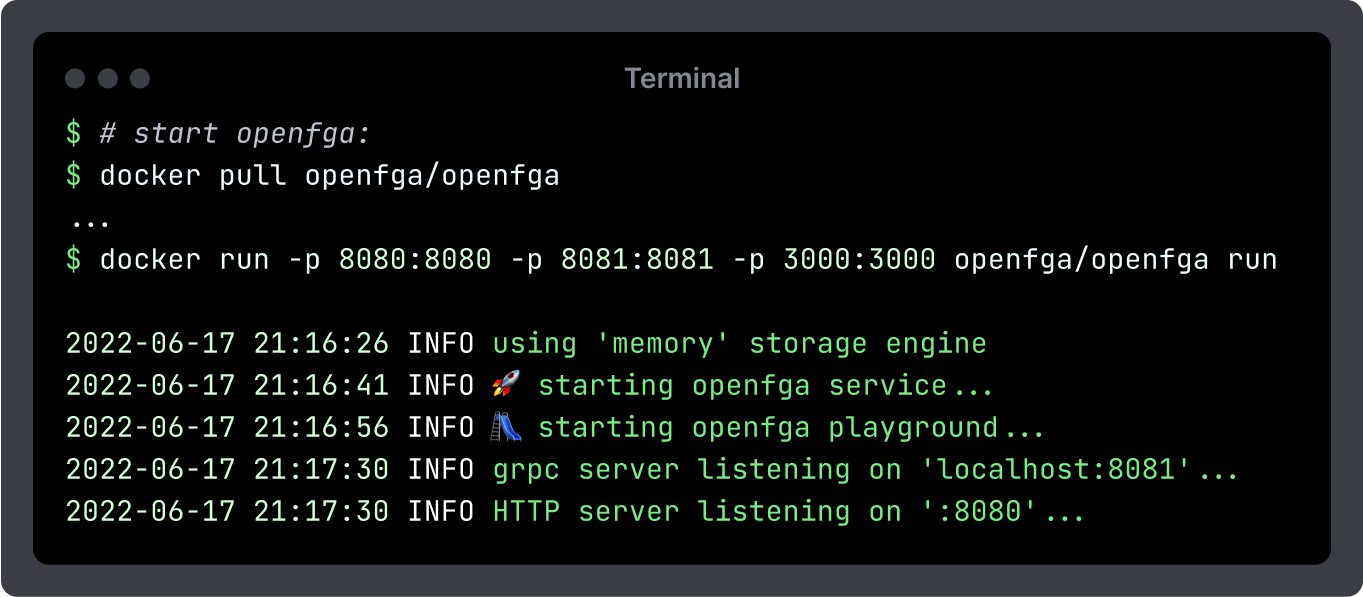 Terminal
$ # start openfga:
$ docker pull openfga/openfga
...
$ docker run -p 8080:8080 -p 8081:8081 -p 3000:3000 openfga/openfga run
2022-06-17 21:16:26 INFO using 'memory' storage engine
2022-06-17 21:16:41 INFO 🚀 starting openfga service...
2022-06-17 21:16:56 INFO 🛝 starting openfga playground...
2022-06-17 21:17:30 INFO grpc server listening on 'localhost:8081'...
2022-06-17 21:17:30 INFO HTTP server listening on ':8080'...